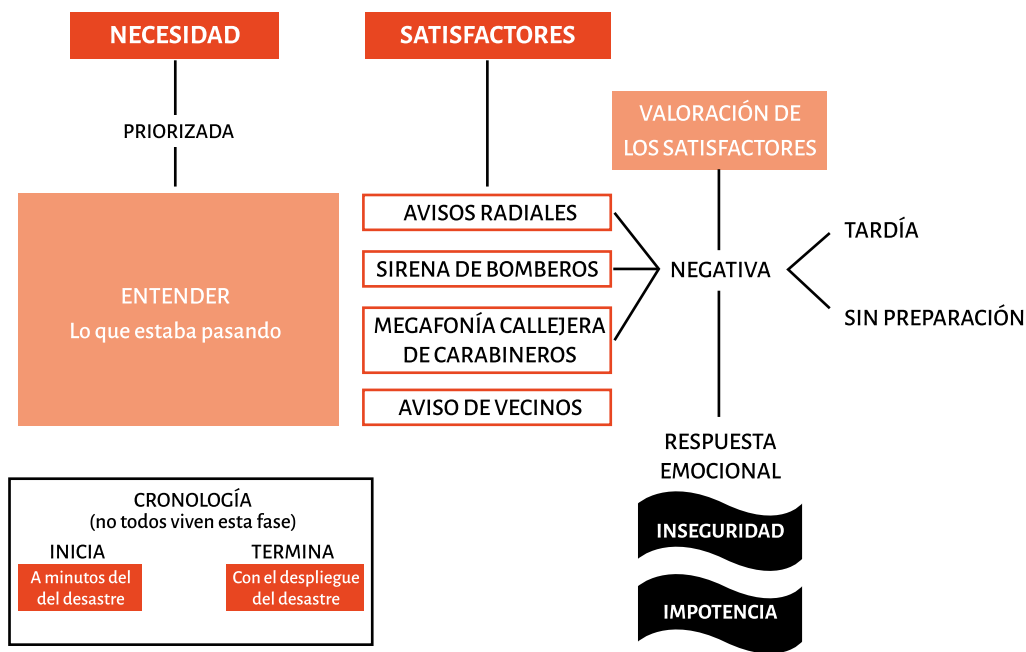 NECESIDAD
PRIORIZADA
ENTENDER
Lo que estaba pasando
SATISFACTORES
AVISOS RADIALES
SIRENA DE BOMBEROS
MEGAFONÍA CALLEJERA
DE CARABINEROS
AVISO DE VECINOS
VALORACIÓN DE
LOS SATISFACTORES
NEGATIVA
TARDÍA
SIN PREPARACIÓN
RESPUESTA
EMOCIONAL
INSEGURIDAD
IMPOTENCIA
CRONOLOGÍA
(no todos viven esta fase)
INICIA
A minutos del
del desastre
TERMINA
Con el despliegue
del desastre